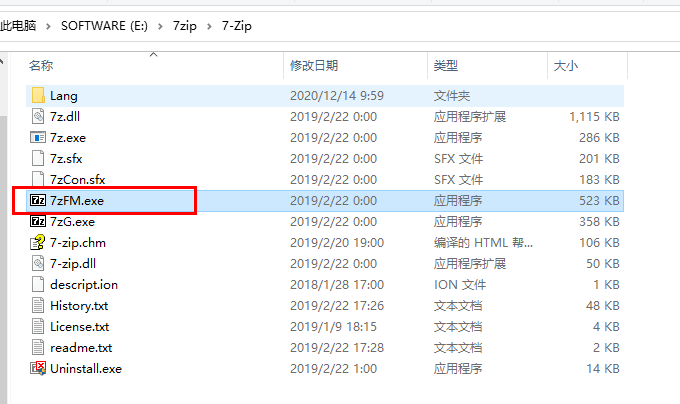 此电脑 > SOFTWARE (E:) > 7zip > 7-Zip
名称 修改日期 类型 大小
Lang 2020/12/14 9:59 文件夹
7z.dll 2019/2/22 0:00 应用程序扩展 1,115 KB
7z.exe 2019/2/22 0:00 应用程序 286 KB
7z.sfx 2019/2/22 0:00 SFX 文件 201 KB
7zCon.sfx 2019/2/22 0:00 SFX 文件 183 KB
7zFM.exe 2019/2/22 0:00 应用程序 523 KB
7zG.exe 2019/2/22 0:00 应用程序 358 KB
7-zip.chm 2019/2/20 19:00 编译的 HTML 帮... 106 KB
7-zip.dll 2019/2/22 0:00 应用程序扩展 50 KB
descript.ion 2018/1/28 17:00 ION 文件 1 KB
History.txt 2019/2/22 17:26 文本文档 48 KB
License.txt 2019/1/9 18:15 文本文档 4 KB
readme.txt 2019/2/22 17:28 文本文档 2 KB
Uninstall.exe 2019/2/22 1:00 应用程序 14 KB